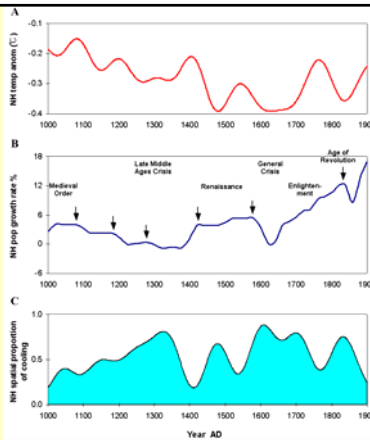 A
NH temp anom (℃)
-0.1
-0.2
-0.3
-0.4
1000 1100 1200 1300 1400 1500 1600 1700 1800 1900
B
NH pop growth rate %
18
12
6
0
-6
Medieval
Order
Late Middle
Ages Crisis
Renaissance
General
Crisis
Enlighten-
ment
Age of
Revolution
1000 1100 1200 1300 1400 1500 1600 1700 1800 1900
C
NH spatial proportion
of cooling
1.0
0.5
0.0
1000 1100 1200 1300 1400 1500 1600 1700 1800 1900
Year AD